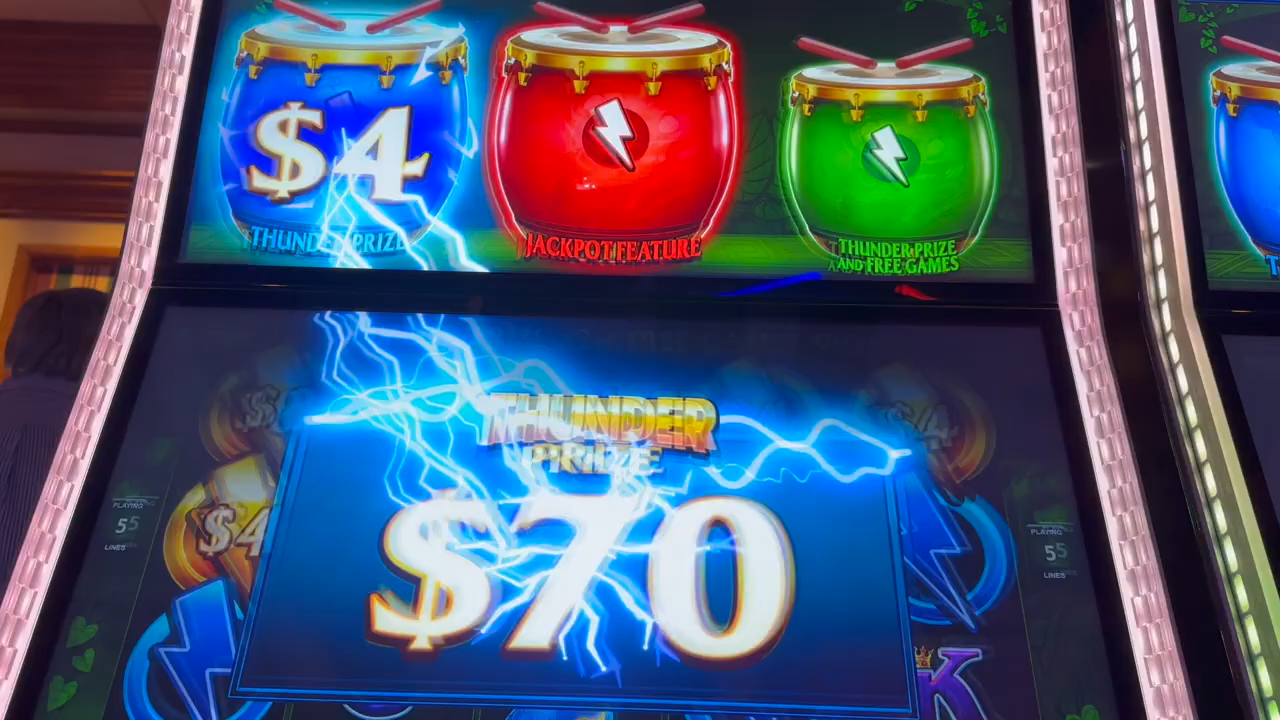 $4
THUNDER PRIZE
JACKPOT FEATURE
THUNDER PRIZE
AND FREE GAMES
THUNDER
PRIZE
$70
$4
$4
PLAYING
55
LINES
PLAYING
55
LINES
K